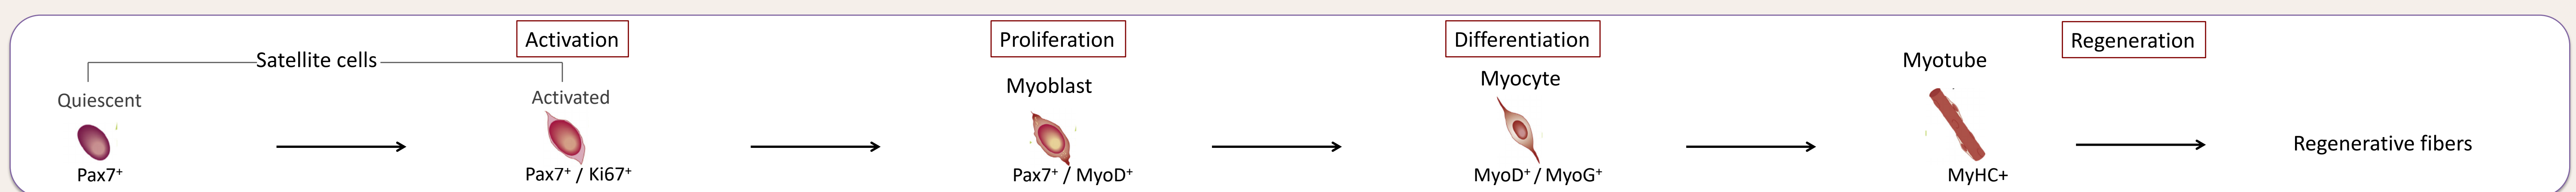 Activation
Proliferation
Differentiation
Regeneration
Satellite cells
Myotube
Myocyte
Myoblast
Quiescent
Activated
Regenerative fibers
Pax7⁺
Pax7⁺ / Ki67⁺
Pax7⁺ / MyoD⁺
MyoD⁺ / MyoG⁺
MyHC+